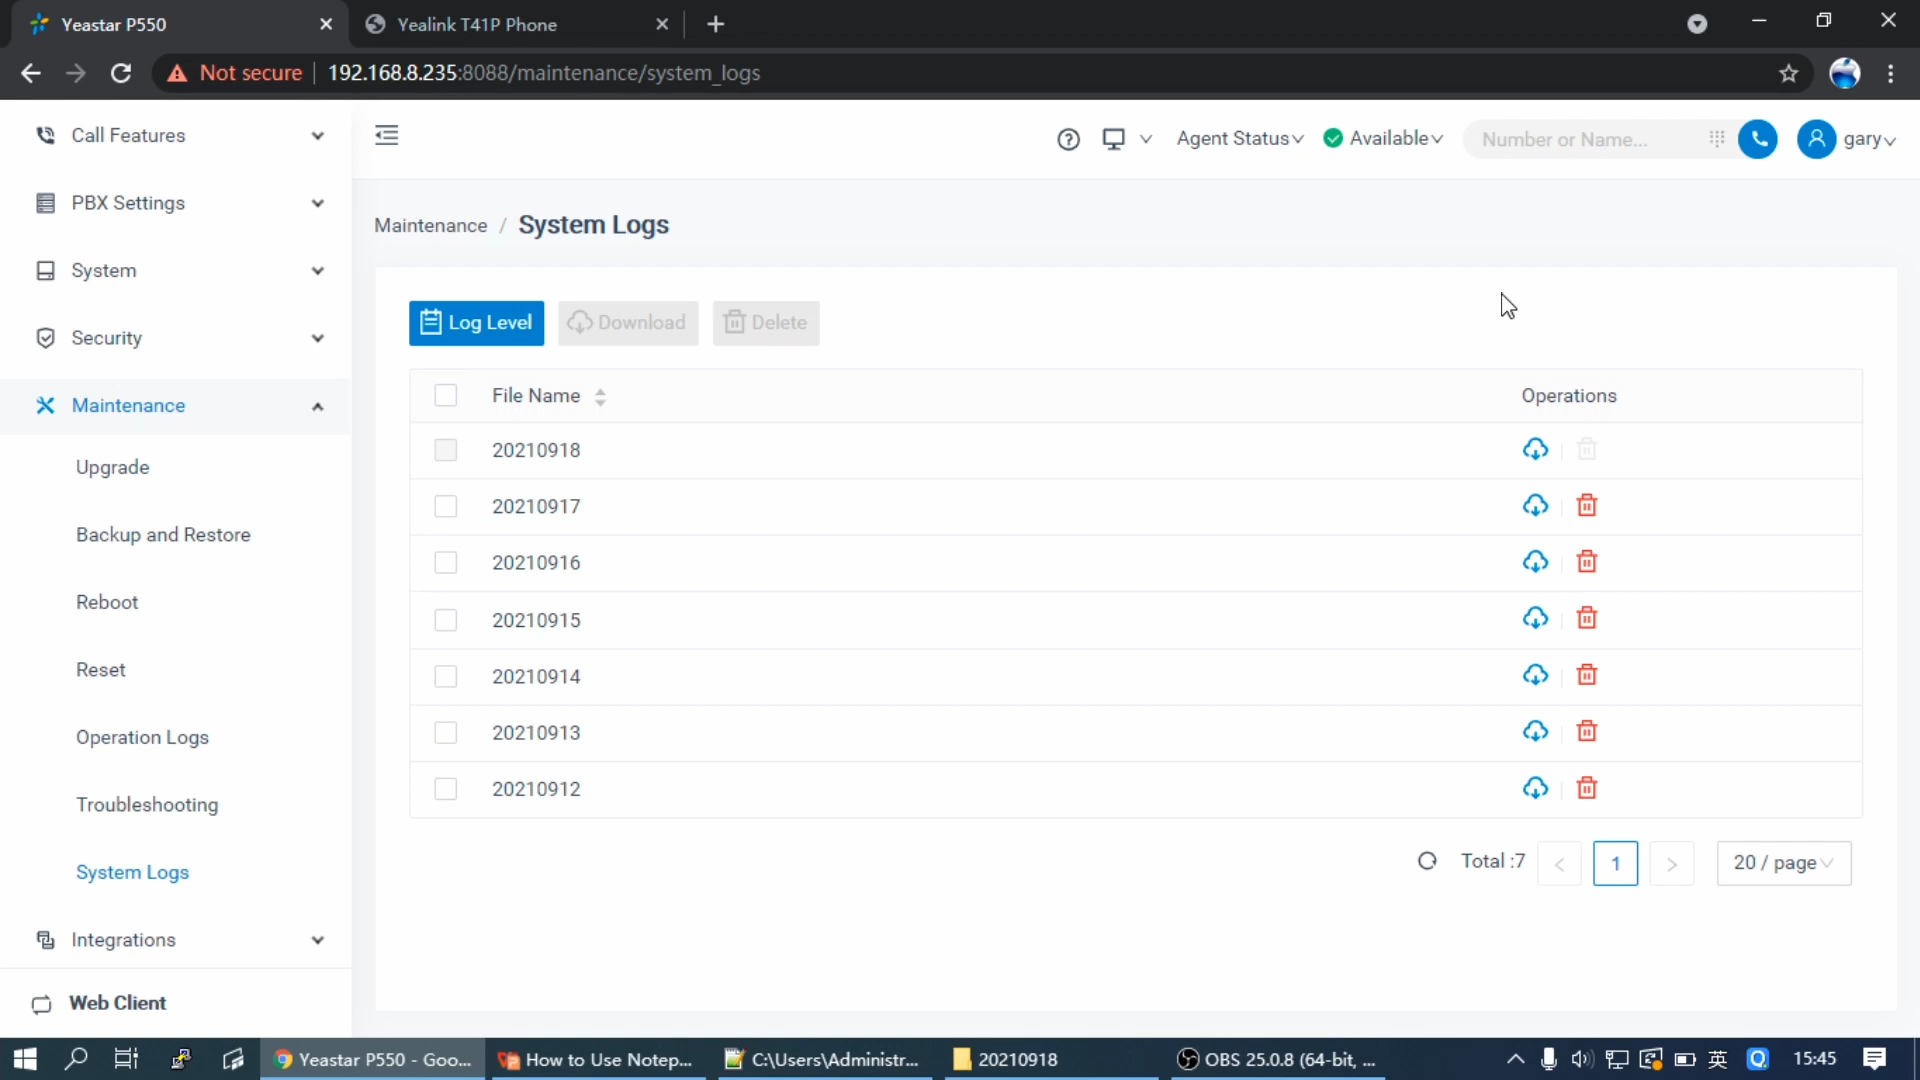 Yeastar P550
Yealink T41P Phone
Not secure
192.168.8.235:8088/maintenance/system_logs
Call Features
PBX Settings
System
Security
Maintenance
Upgrade
Backup and Restore
Reboot
Reset
Operation Logs
Troubleshooting
System Logs
Integrations
Web Client
Agent Status
Available
Number or Name...
gary
Maintenance / System Logs
Log Level
Download
Delete
File Name
Operations
20210918
20210917
20210916
20210915
20210914
20210913
20210912
Total :7
1
20 / page
Yeastar P550 - Goo...
How to Use Notep...
C:\Users\Administr...
20210918
OBS 25.0.8 (64-bit, ...
英
15:45